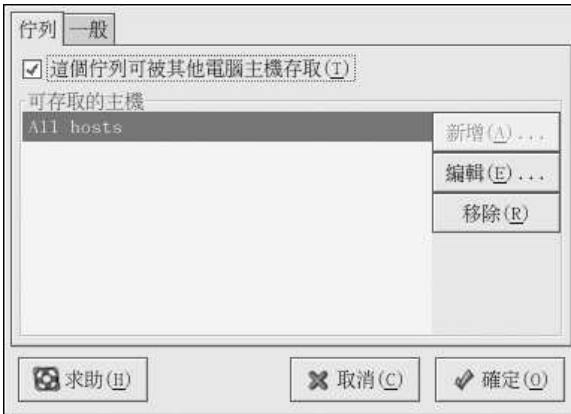 佇列 一般
這個佇列可被其他電腦主機存取(T)
可存取的主機
All hosts
新增(A)...
編輯(E)...
移除(R)
求助(H) 取消(C) 確定(O)